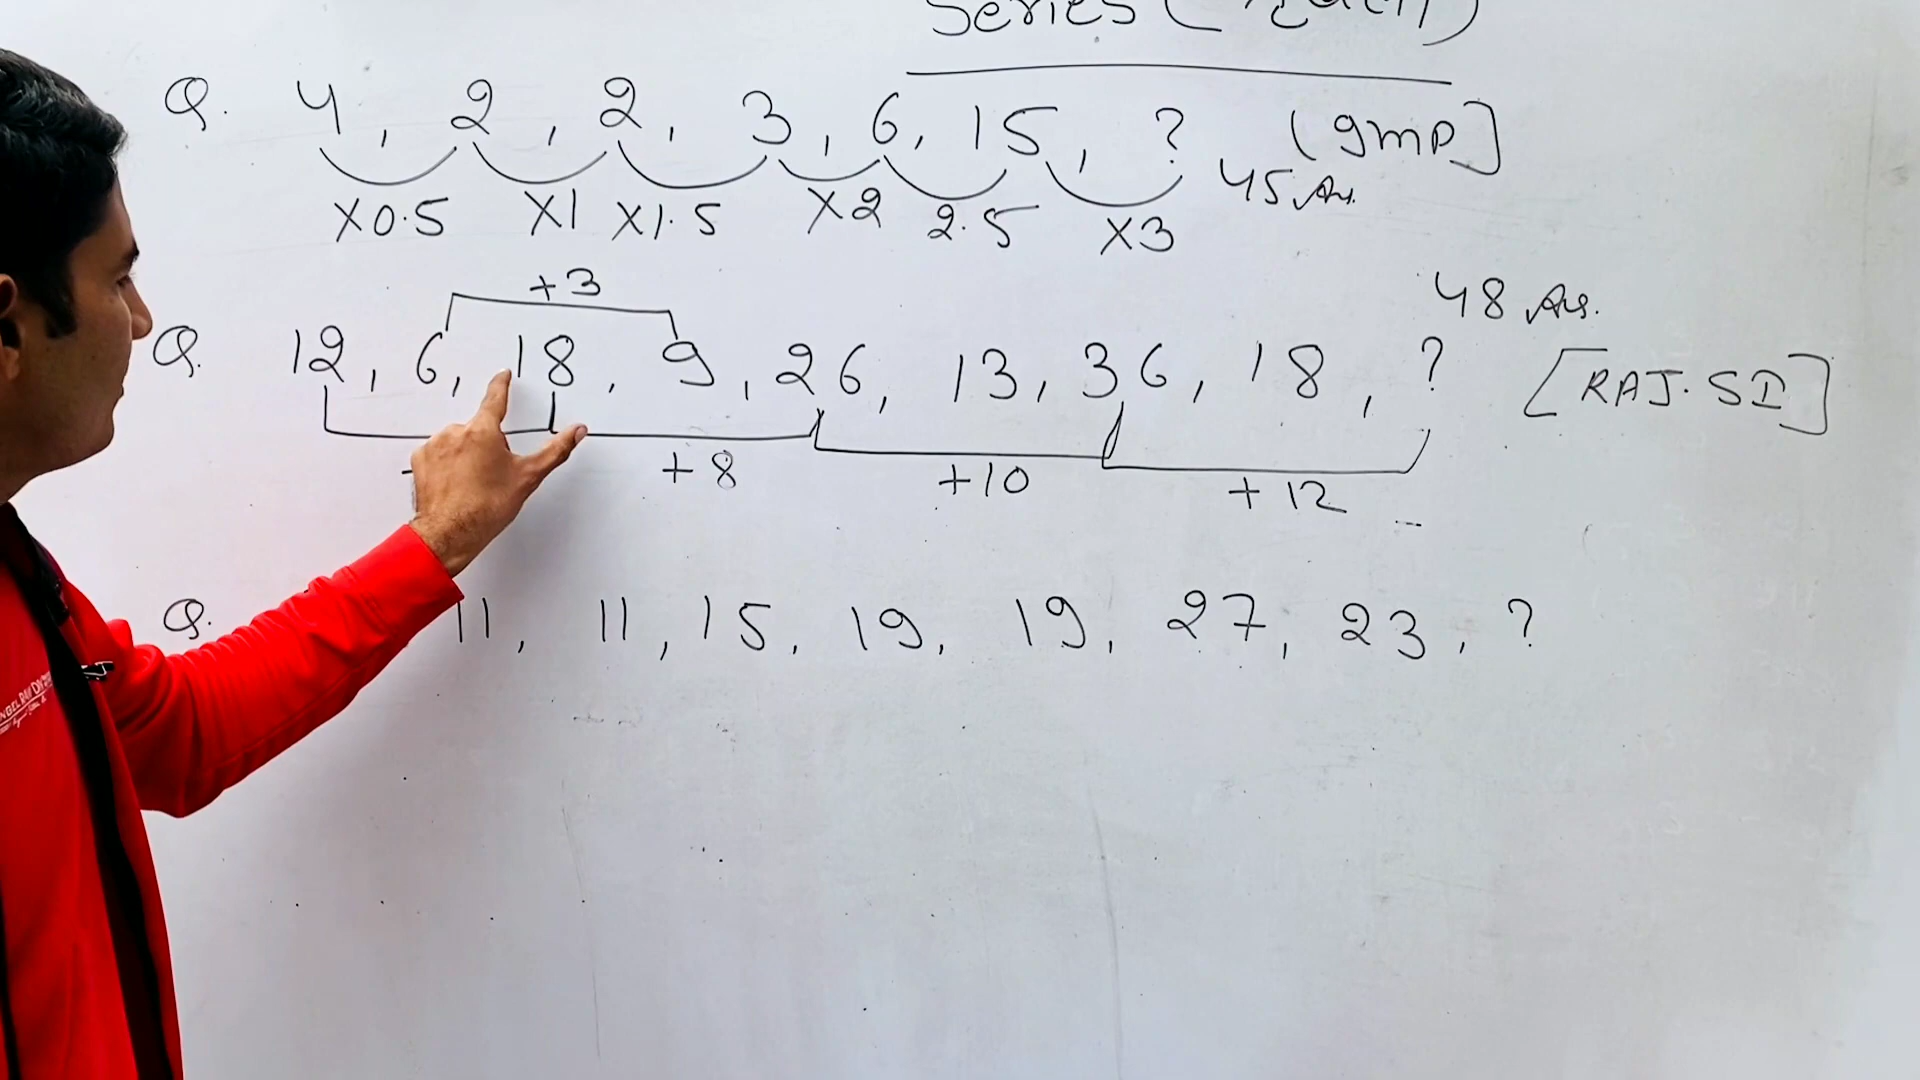 Series (
Q. 4, 2, 2, 3, 6, 15, ? (gmp]
45 Ans.
X0.5 X1 X1.5 X2 2.5 X3
+3
48 Ans.
Q. 12, 6, 18, 9, 26, 13, 36, 18, ? [RAJ. SI]
+8 +10 +12
Q. 11, 11, 15, 19, 19, 27, 23, ?